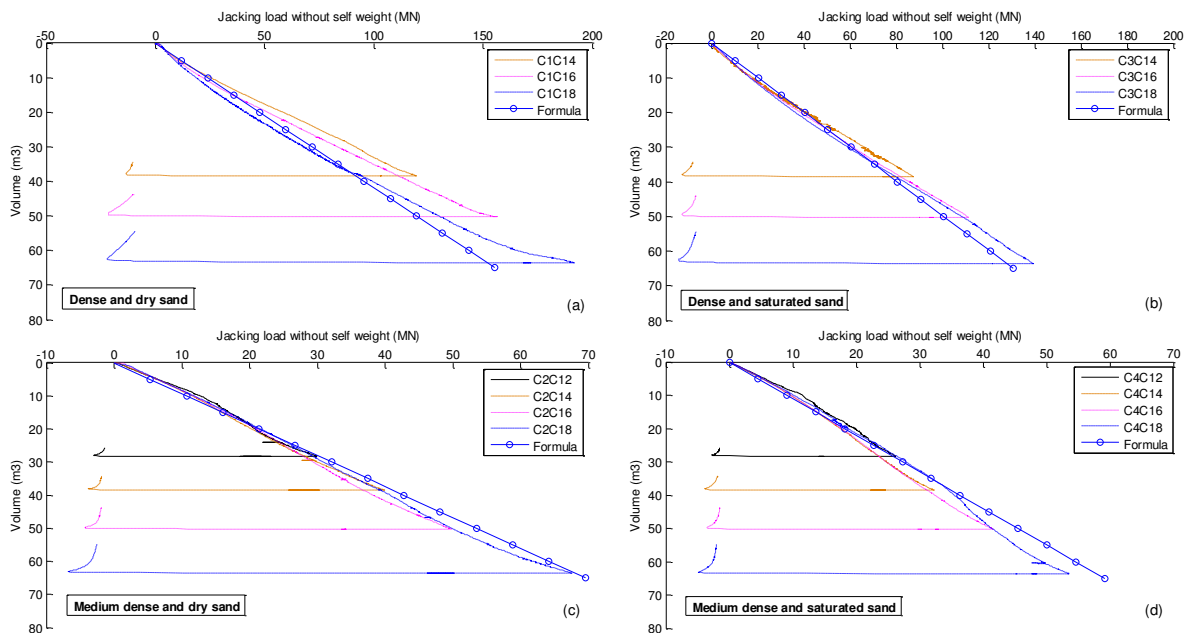 Jacking load without self weight (MN)
-50 0 50 100 150 200
0
10
20
30
40
50
60
70
80
Volume (m3)
C1C14
C1C16
C1C18
Formula
Dense and dry sand
(a)
Jacking load without self weight (MN)
-20 0 20 40 60 80 100 120 140 160 180 200
0
10
20
30
40
50
60
70
80
Volume (m3)
C3C14
C3C16
C3C18
Formula
Dense and saturated sand
(b)
Jacking load without self weight (MN)
-10 0 10 20 30 40 50 60 70
0
10
20
30
40
50
60
70
80
Volume (m3)
C2C12
C2C14
C2C16
C2C18
Formula
Medium dense and dry sand
(c)
Jacking load without self weight (MN)
-10 0 10 20 30 40 50 60 70
0
10
20
30
40
50
60
70
80
Volume (m3)
C4C12
C4C14
C4C16
C4C18
Formula
Medium dense and saturated sand
(d)